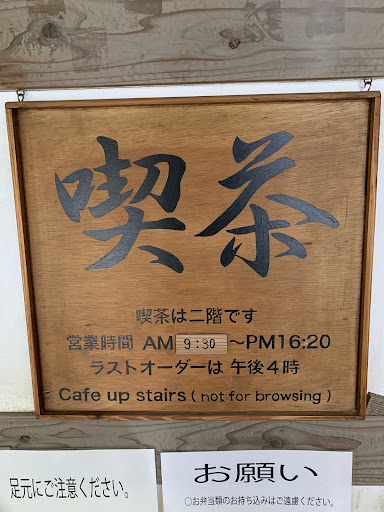 喫茶
喫茶は二階です
営業時間 AM 9:30 〜PM16:20
ラストオーダーは 午後4時
Cafe up stairs ( not for browsing )
足元にご注意ください。
お願い
○お弁当類のお持ち込みはご遠慮ください。